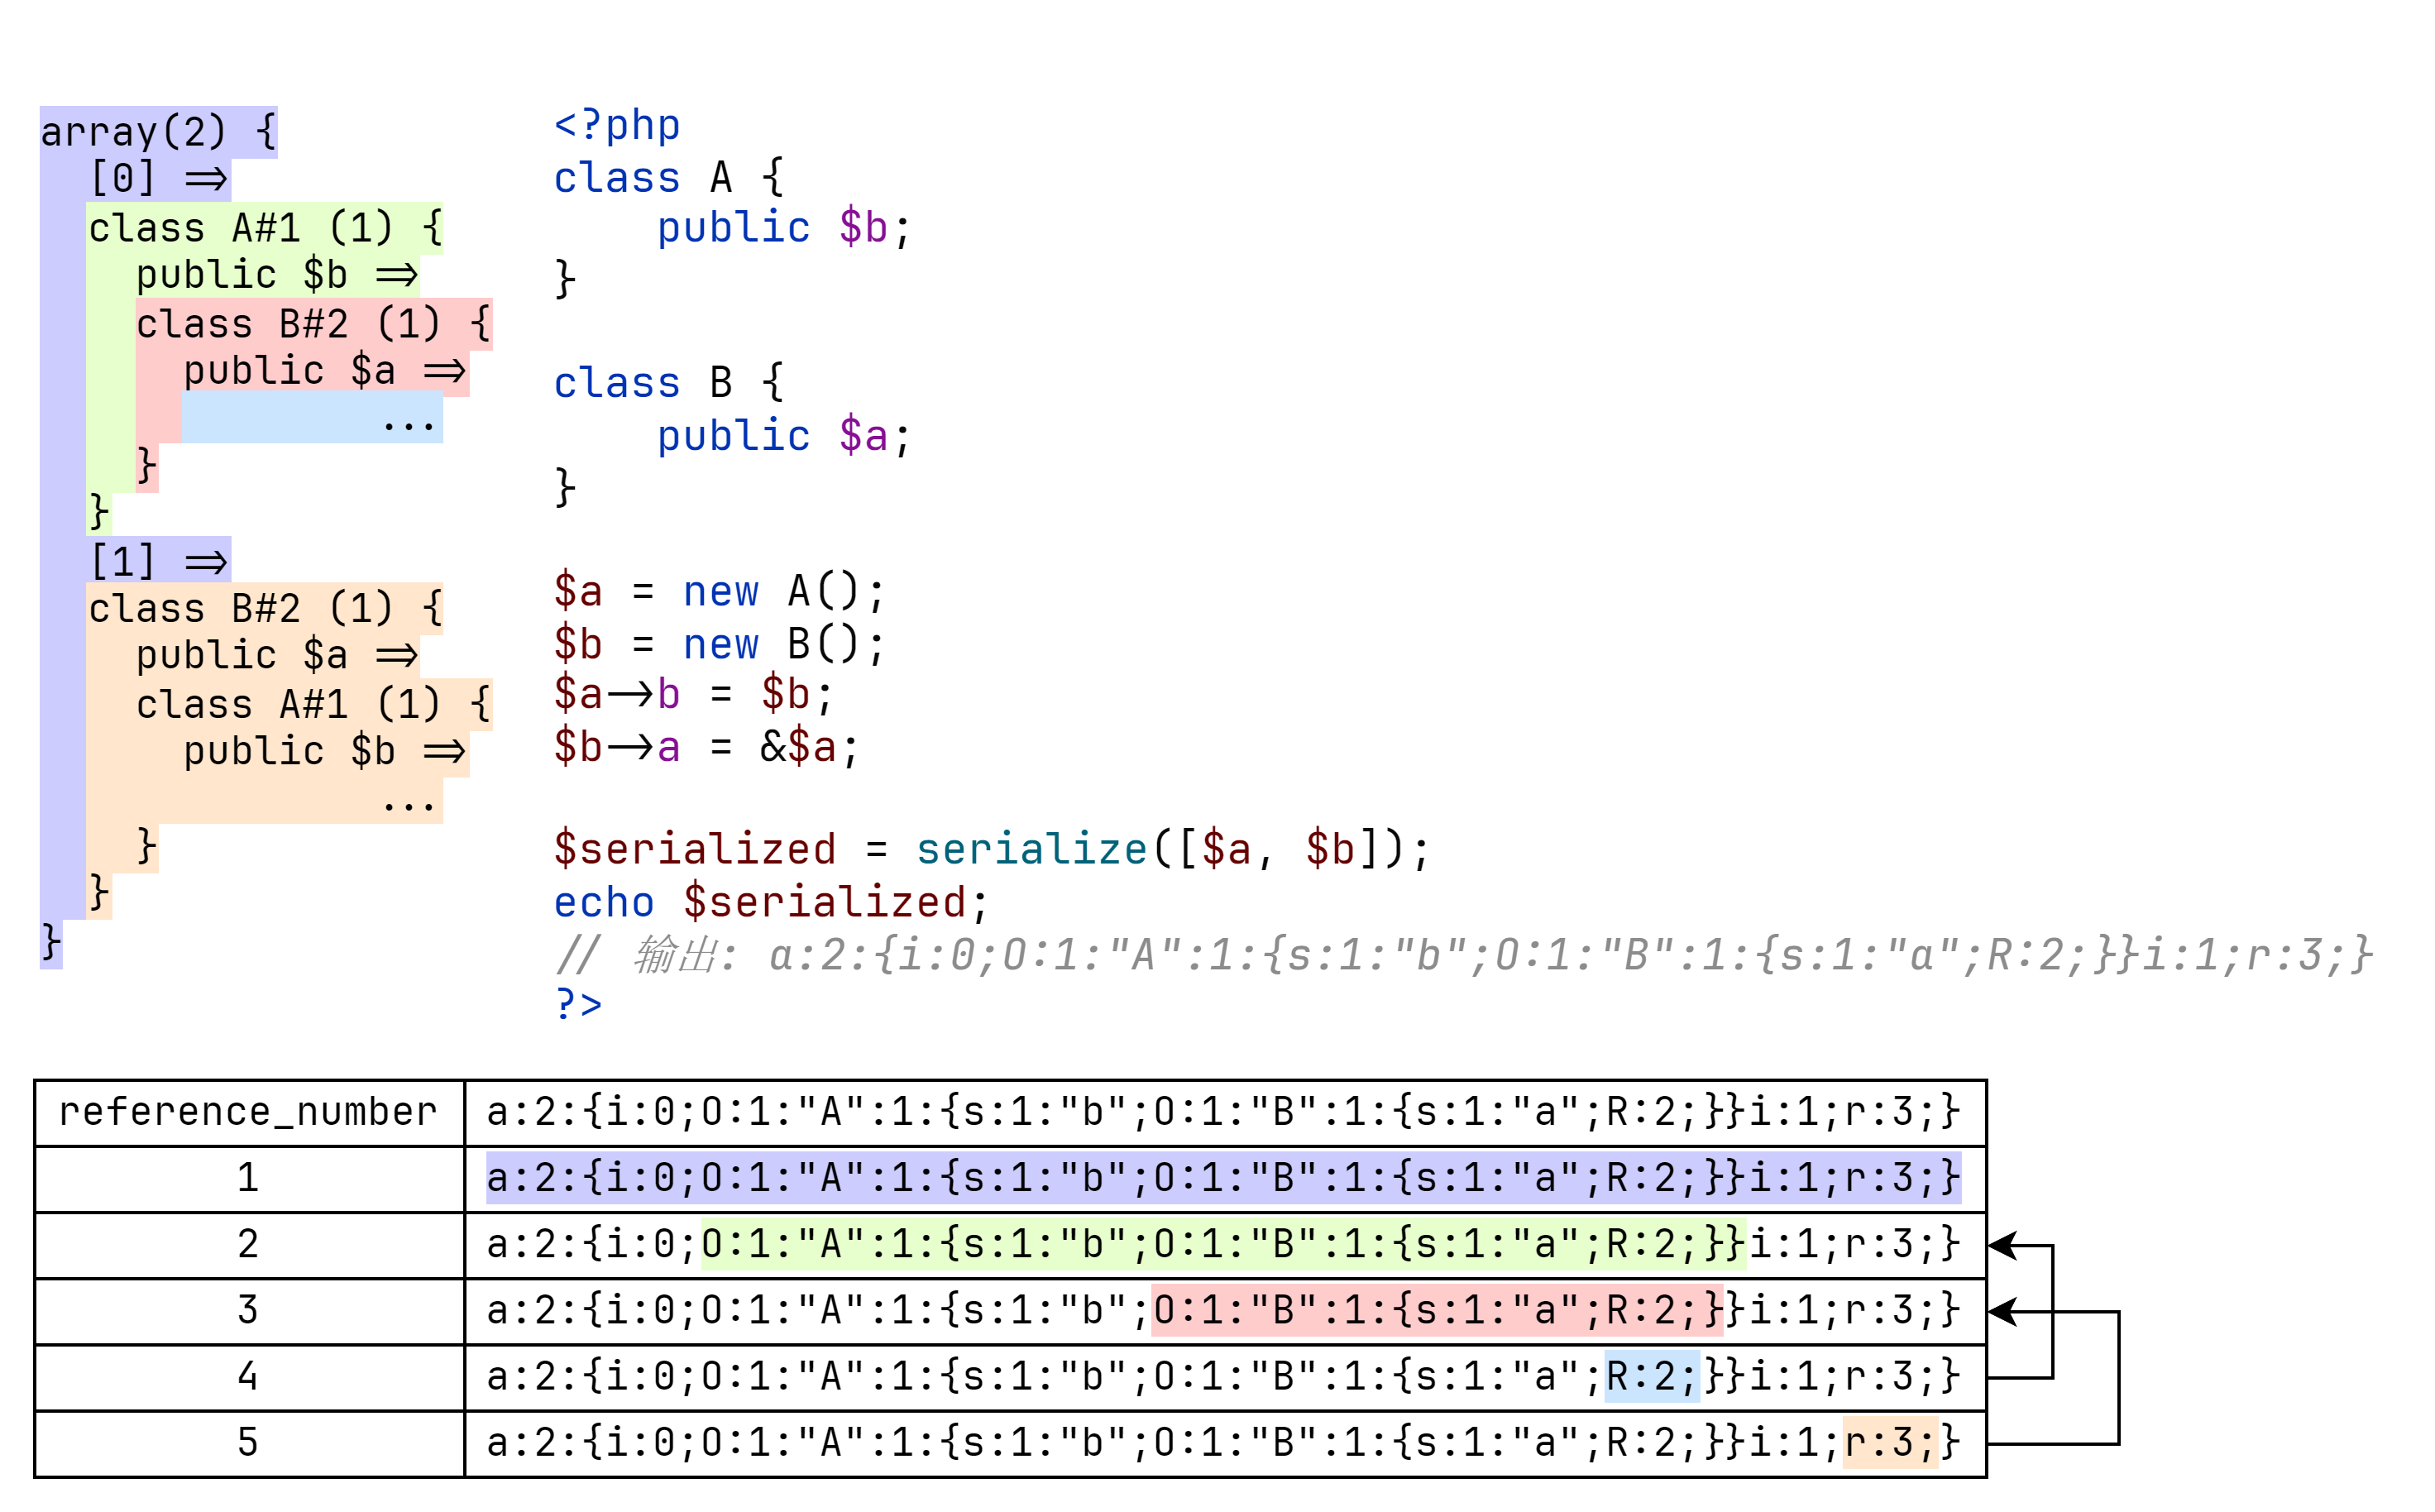 array(2) {
  [0] =>
  class A#1 (1) {
    public $b =>
    class B#2 (1) {
      public $a =>
              ...
    }
  }
  [1] =>
  class B#2 (1) {
    public $a =>
    class A#1 (1) {
      public $b =>
              ...
    }
  }
}
<?php
class A {
    public $b;
}

class B {
    public $a;
}

$a = new A();
$b = new B();
$a->b = $b;
$b->a = &$a;

$serialized = serialize([$a, $b]);
echo $serialized;
// 输出: a:2:{i:0;O:1:"A":1:{s:1:"b";O:1:"B":1:{s:1:"a";R:2;}}i:1;r:3;}
?>
reference_number a:2:{i:0;O:1:"A":1:{s:1:"b";O:1:"B":1:{s:1:"a";R:2;}}i:1;r:3;}
1 a:2:{i:0;O:1:"A":1:{s:1:"b";O:1:"B":1:{s:1:"a";R:2;}}i:1;r:3;}
2 a:2:{i:0;O:1:"A":1:{s:1:"b";O:1:"B":1:{s:1:"a";R:2;}}i:1;r:3;}
3 a:2:{i:0;O:1:"A":1:{s:1:"b";O:1:"B":1:{s:1:"a";R:2;}}i:1;r:3;}
4 a:2:{i:0;O:1:"A":1:{s:1:"b";O:1:"B":1:{s:1:"a";R:2;}}i:1;r:3;}
5 a:2:{i:0;O:1:"A":1:{s:1:"b";O:1:"B":1:{s:1:"a";R:2;}}i:1;r:3;}